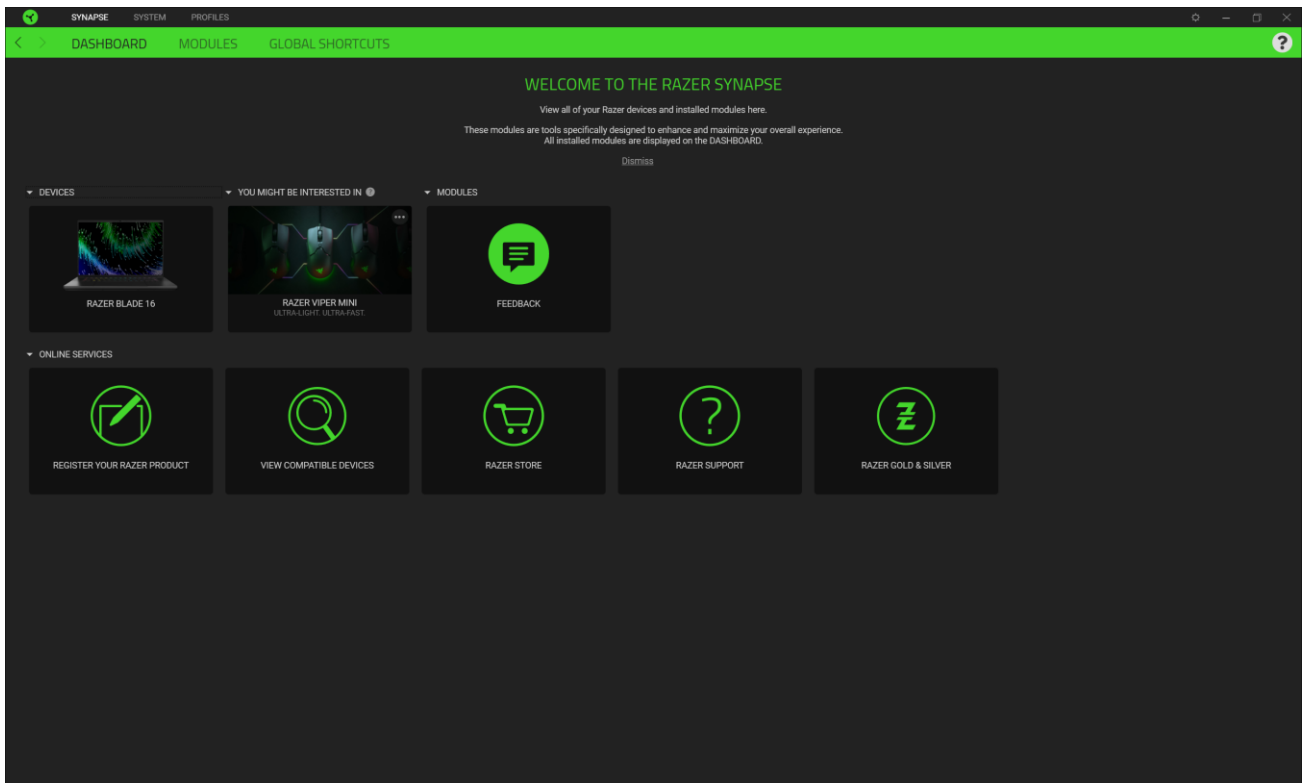 SYNAPSE SYSTEM PROFILES
DASHBOARD MODULES GLOBAL SHORTCUTS ?
WELCOME TO THE RAZER SYNAPSE
View all of your Razer devices and installed modules here.
These modules are tools specifically designed to enhance and maximize your overall experience.
All installed modules are displayed on the DASHBOARD.
Dismiss
DEVICES YOU MIGHT BE INTERESTED IN ? MODULES
RAZER BLADE 16 RAZER VIPER MINI FEEDBACK
ULTRA-LIGHT. ULTRA-FAST.
ONLINE SERVICES
REGISTER YOUR RAZER PRODUCT VIEW COMPATIBLE DEVICES RAZER STORE RAZER SUPPORT RAZER GOLD & SILVER